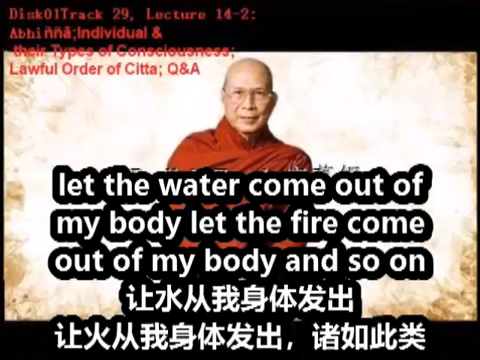 Disk01Track 29, Lecture 14-2:
Abhiññā;Individual &
their Types of Consciousness;
Lawful Order of Citta; Q&A
let the water come out of
my body let the fire come
out of my body and so on
让水从我身体发出
让火从我身体发出，诸如此类